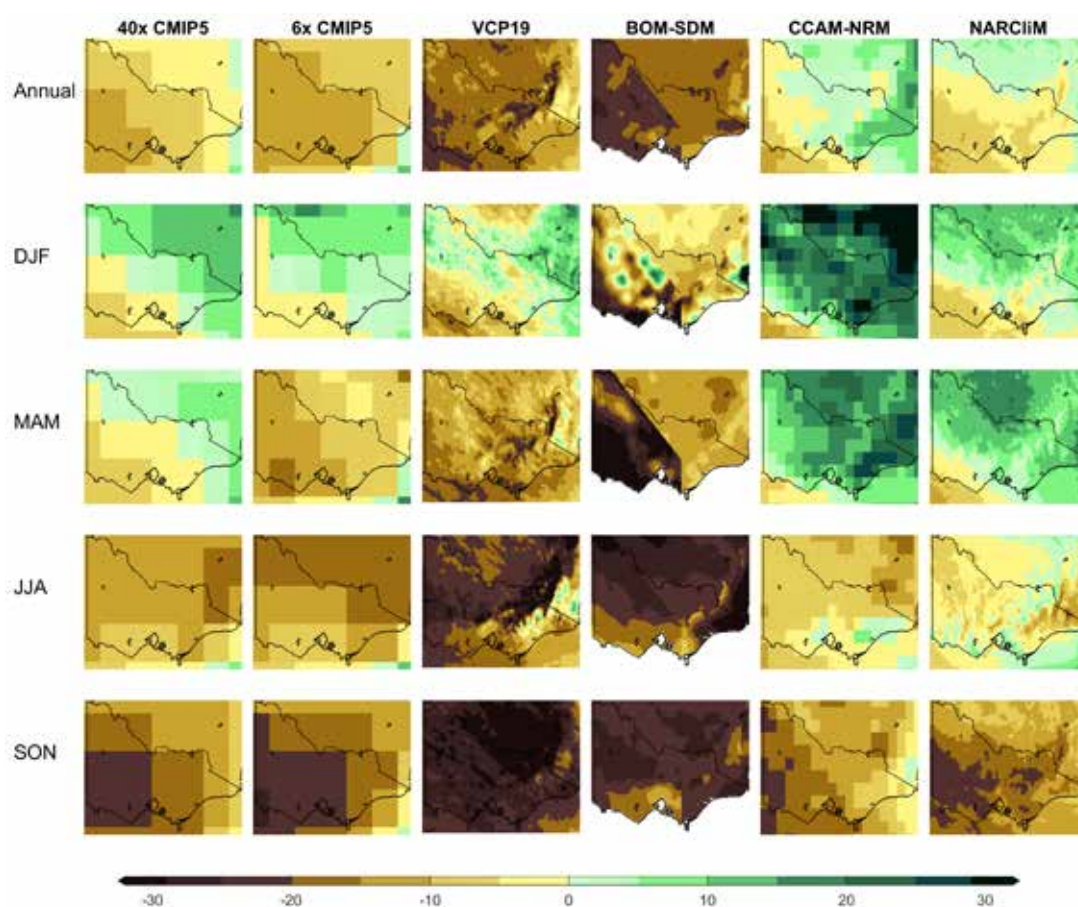 40x CMIP5 6x CMIP5 VCP19 BOM-SDM CCAM-NRM NARCliM
Annual
DJF
MAM
JJA
SON
-30 -20 -10 0 10 20 30